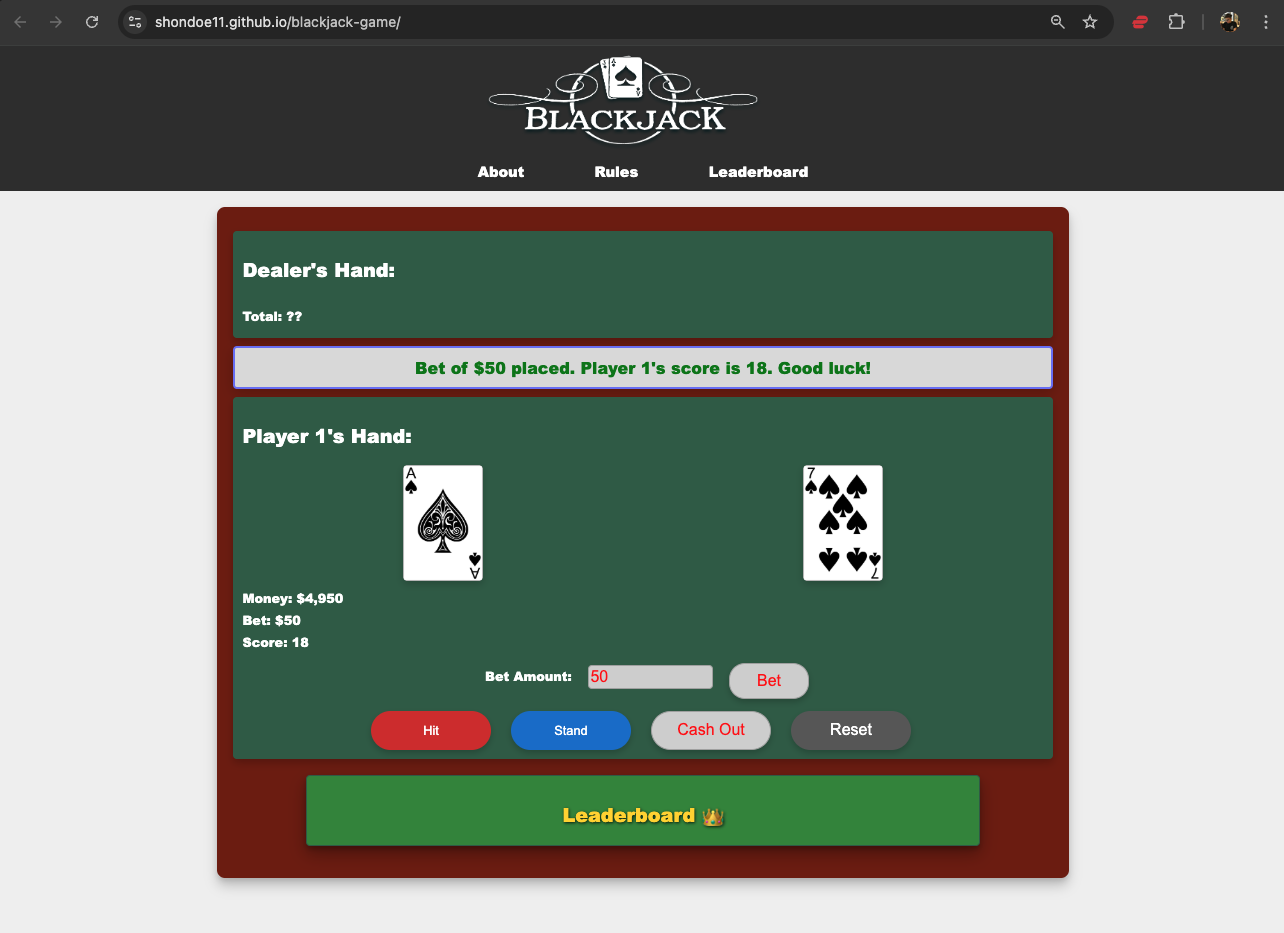 shondoe11.github.io/blackjack-game/
BLACKJACK
About Rules Leaderboard
Dealer's Hand:
Total: ??
Bet of $50 placed. Player 1's score is 18. Good luck!
Player 1's Hand:
A 7
A 7
Money: $4,950
Bet: $50
Score: 18
Bet Amount: 50 Bet
Hit Stand Cash Out Reset
Leaderboard 👑